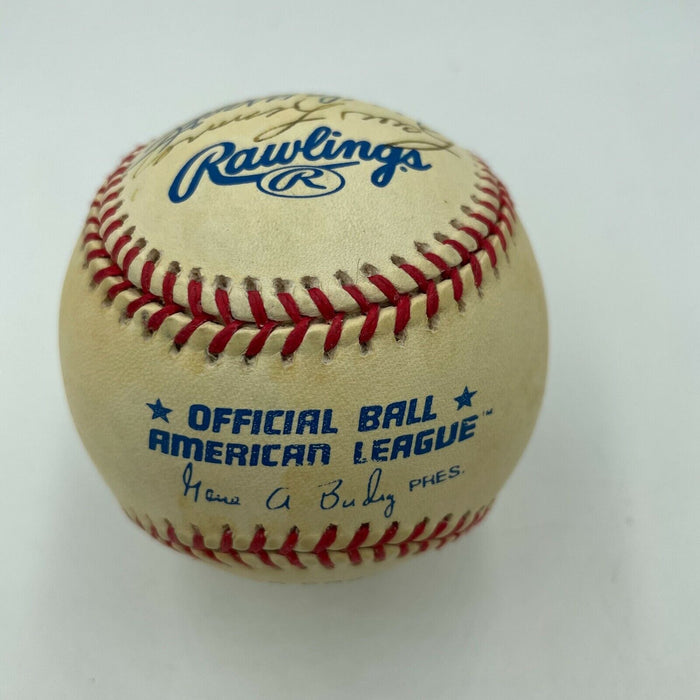 Rawlings
R
★ OFFICIAL BALL ★
AMERICAN LEAGUE™
Gene A Budig PRES.